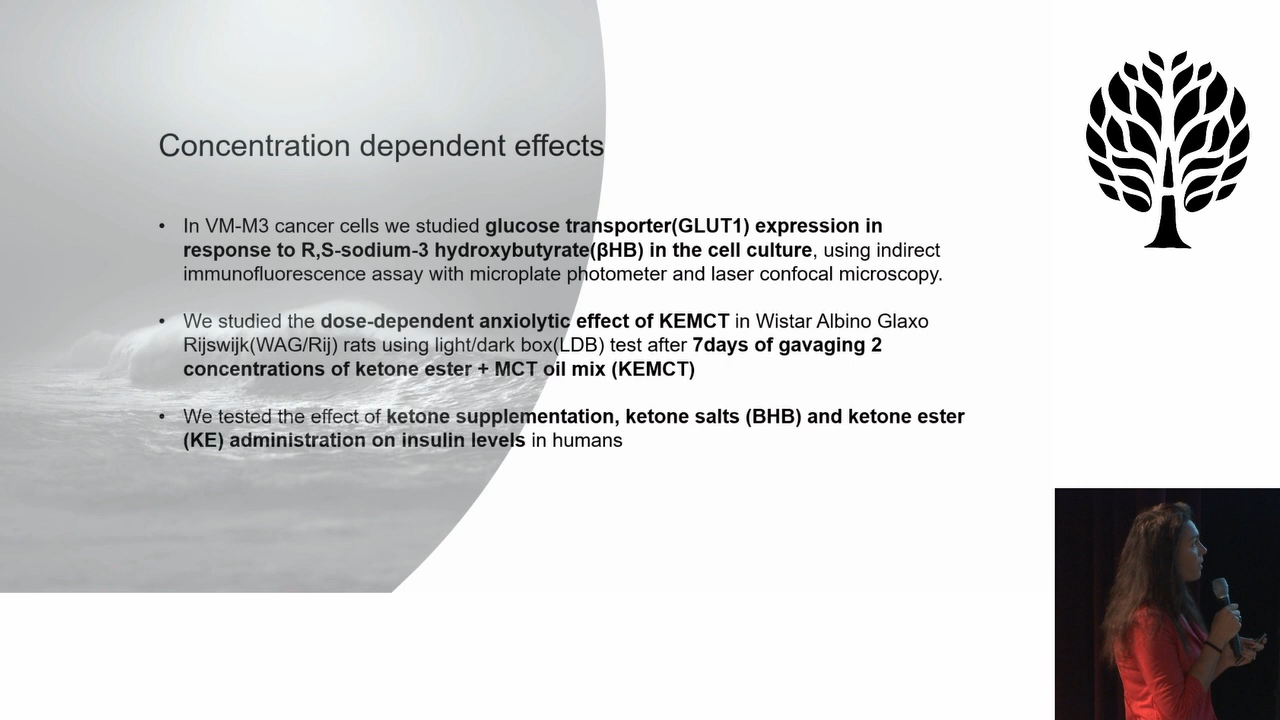 Concentration dependent effects
• In VM-M3 cancer cells we studied glucose transporter(GLUT1) expression in
response to R,S-sodium-3 hydroxybutyrate(βHB) in the cell culture, using indirect
immunofluorescence assay with microplate photometer and laser confocal microscopy.
• We studied the dose-dependent anxiolytic effect of KEMCT in Wistar Albino Glaxo
Rijswijk(WAG/Rij) rats using light/dark box(LDB) test after 7days of gavaging 2
concentrations of ketone ester + MCT oil mix (KEMCT)
• We tested the effect of ketone supplementation, ketone salts (BHB) and ketone ester
(KE) administration on insulin levels in humans